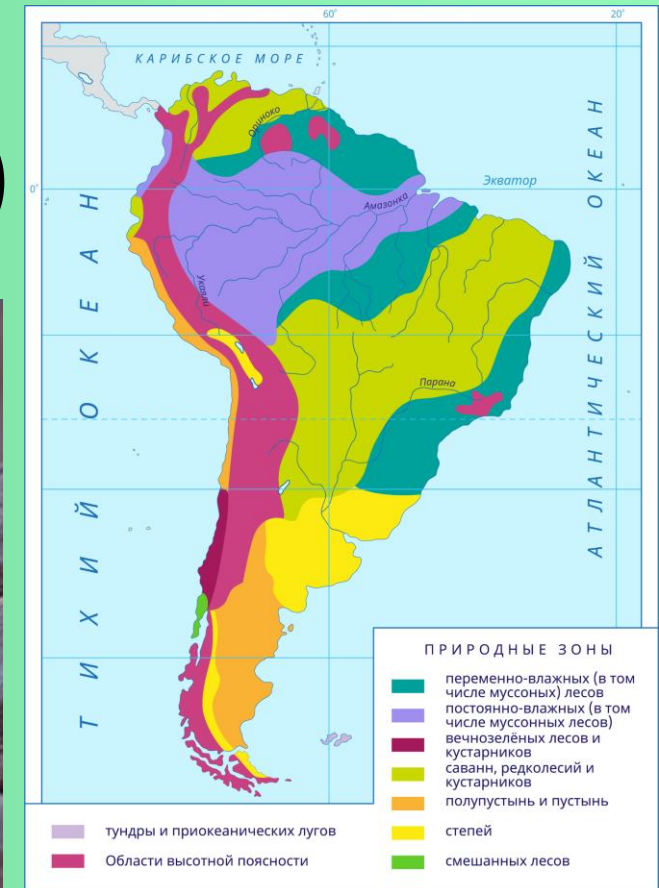 60°
20°
КАРИБСКОЕ МОРЕ
Ориноко
0°
Экватор
Амазонка
Укаяли
Парана
ТИХИЙ ОКЕАН
АТЛАНТИЧЕСКИЙ ОКЕАН
ПРИРОДНЫЕ ЗОНЫ
переменно-влажных (в том
числе муссоных) лесов
постоянно-влажных (в том
числе муссонных лесов)
вечнозелёных лесов и
кустарников
саванн, редколесий и
кустарников
полупустынь и пустынь
степей
смешанных лесов
тундры и приокеанических лугов
Области высотной поясности